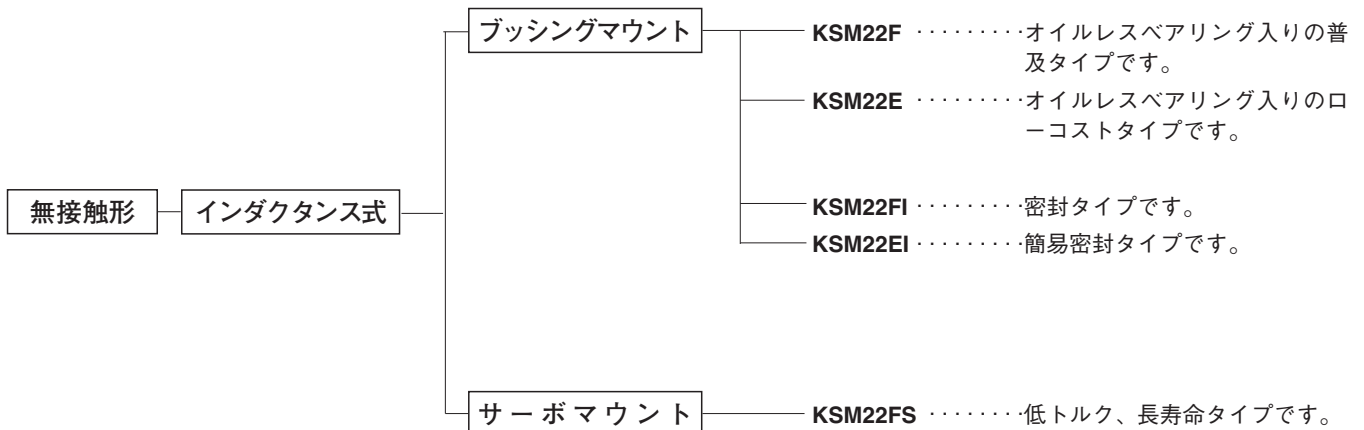 ブッシングマウント
KSM22F ·········オイルレスベアリング入りの普
及タイプです。
KSM22E ·········オイルレスベアリング入りのロ
ーコストタイプです。
無接触形
インダクタンス式
KSM22FI ·········密封タイプです。
KSM22EI ·········簡易密封タイプです。
サーボマウント
KSM22FS ········低トルク、長寿命タイプです。